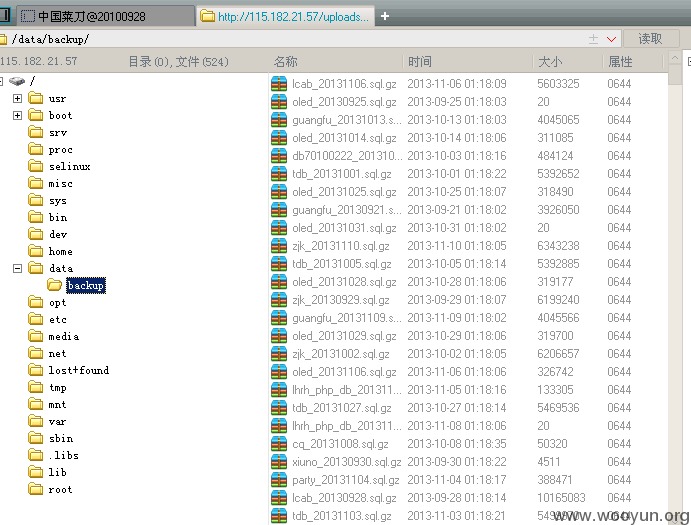 中国菜刀@20100928 http://115.182.21.57/uploads...
/data/backup/ 读取
115.182.21.57 目录(0),文件(524) 名称 时间 大小 属性
/
usr
boot
srv
proc
selinux
misc
sys
bin
dev
home
data
backup
opt
etc
media
net
lost+found
tmp
mnt
var
sbin
.libs
lib
root
lcab_20131106.sql.gz 2013-11-06 01:18:09 5603325 0644
oled_20130925.sql.gz 2013-09-25 01:18:03 20 0644
guangfu_20131013.s... 2013-10-13 01:18:03 4045065 0644
oled_20131014.sql.gz 2013-10-14 01:18:06 311085 0644
db70100222_201310... 2013-10-03 01:18:16 484124 0644
tdb_20131001.sql.gz 2013-10-01 01:18:22 5392652 0644
oled_20131025.sql.gz 2013-10-25 01:18:07 318490 0644
guangfu_20130921.s... 2013-09-21 01:18:02 3926050 0644
oled_20131031.sql.gz 2013-10-31 01:18:02 20 0644
zjk_20131110.sql.gz 2013-11-10 01:18:05 6343238 0644
tdb_20131005.sql.gz 2013-10-05 01:18:14 5392885 0644
oled_20131028.sql.gz 2013-10-28 01:18:06 319177 0644
zjk_20130929.sql.gz 2013-09-29 01:18:07 6199240 0644
guangfu_20131109.s... 2013-11-09 01:18:02 4045566 0644
oled_20131029.sql.gz 2013-10-29 01:18:06 319700 0644
zjk_20131002.sql.gz 2013-10-02 01:18:05 6206657 0644
oled_20131106.sql.gz 2013-11-06 01:18:06 326742 0644
lhrh_php_db_201311... 2013-11-05 01:18:16 133305 0644
tdb_20131027.sql.gz 2013-10-27 01:18:14 5469536 0644
lhrh_php_db_201311... 2013-11-08 01:18:06 20 0644
cq_20131008.sql.gz 2013-10-08 01:18:35 50320 0644
xiuno_20130930.sql.gz 2013-09-30 01:18:22 4511 0644
party_20131104.sql.gz 2013-11-04 01:18:17 388471 0644
lcab_20130928.sql.gz 2013-09-28 01:18:14 10165083 0644
tdb_20131103.sql.gz 2013-11-03 01:18:21 0644
www.wooyun.org